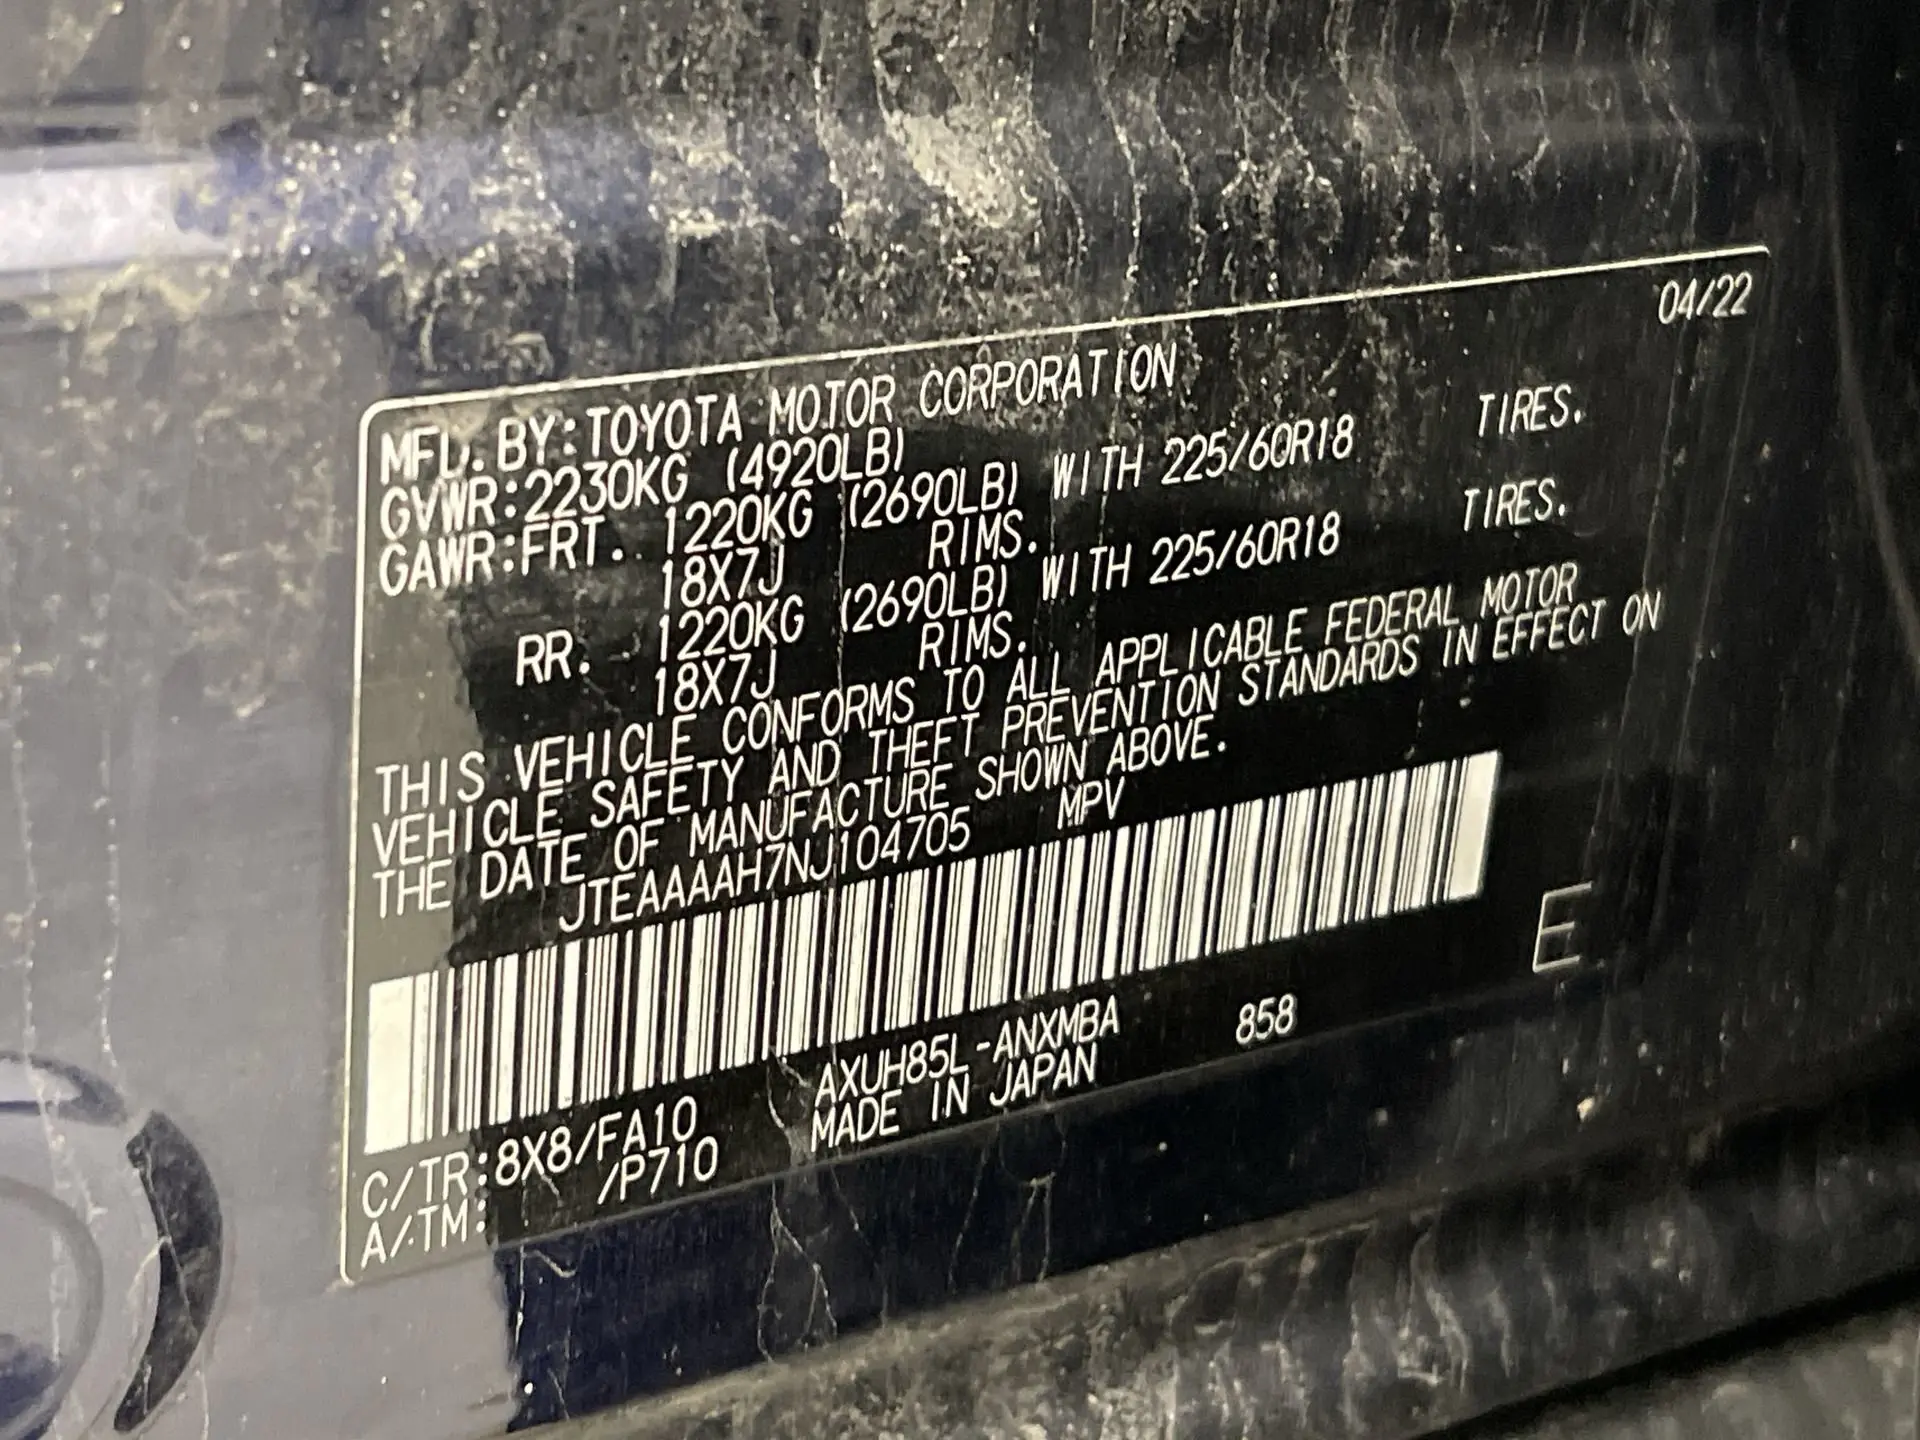 04/22
MFD. BY:TOYOTA MOTOR CORPORATION
GVWR:2230KG (4920LB)
GAWR:FRT. 1220KG (2690LB) WITH 225/60R18 TIRES.
18X7J RIMS.
RR. 1220KG (2690LB) WITH 225/60R18 TIRES.
18X7J RIMS.
THIS VEHICLE CONFORMS TO ALL APPLICABLE FEDERAL MOTOR
VEHICLE SAFETY AND THEFT PREVENTION STANDARDS IN EFFECT ON
THE DATE OF MANUFACTURE SHOWN ABOVE.
JTEAAAAH7NJ104705 MPV
E
C/TR:8X8/FA10 AXUH85L-ANXMBA 858
A/TM: /P710 MADE IN JAPAN